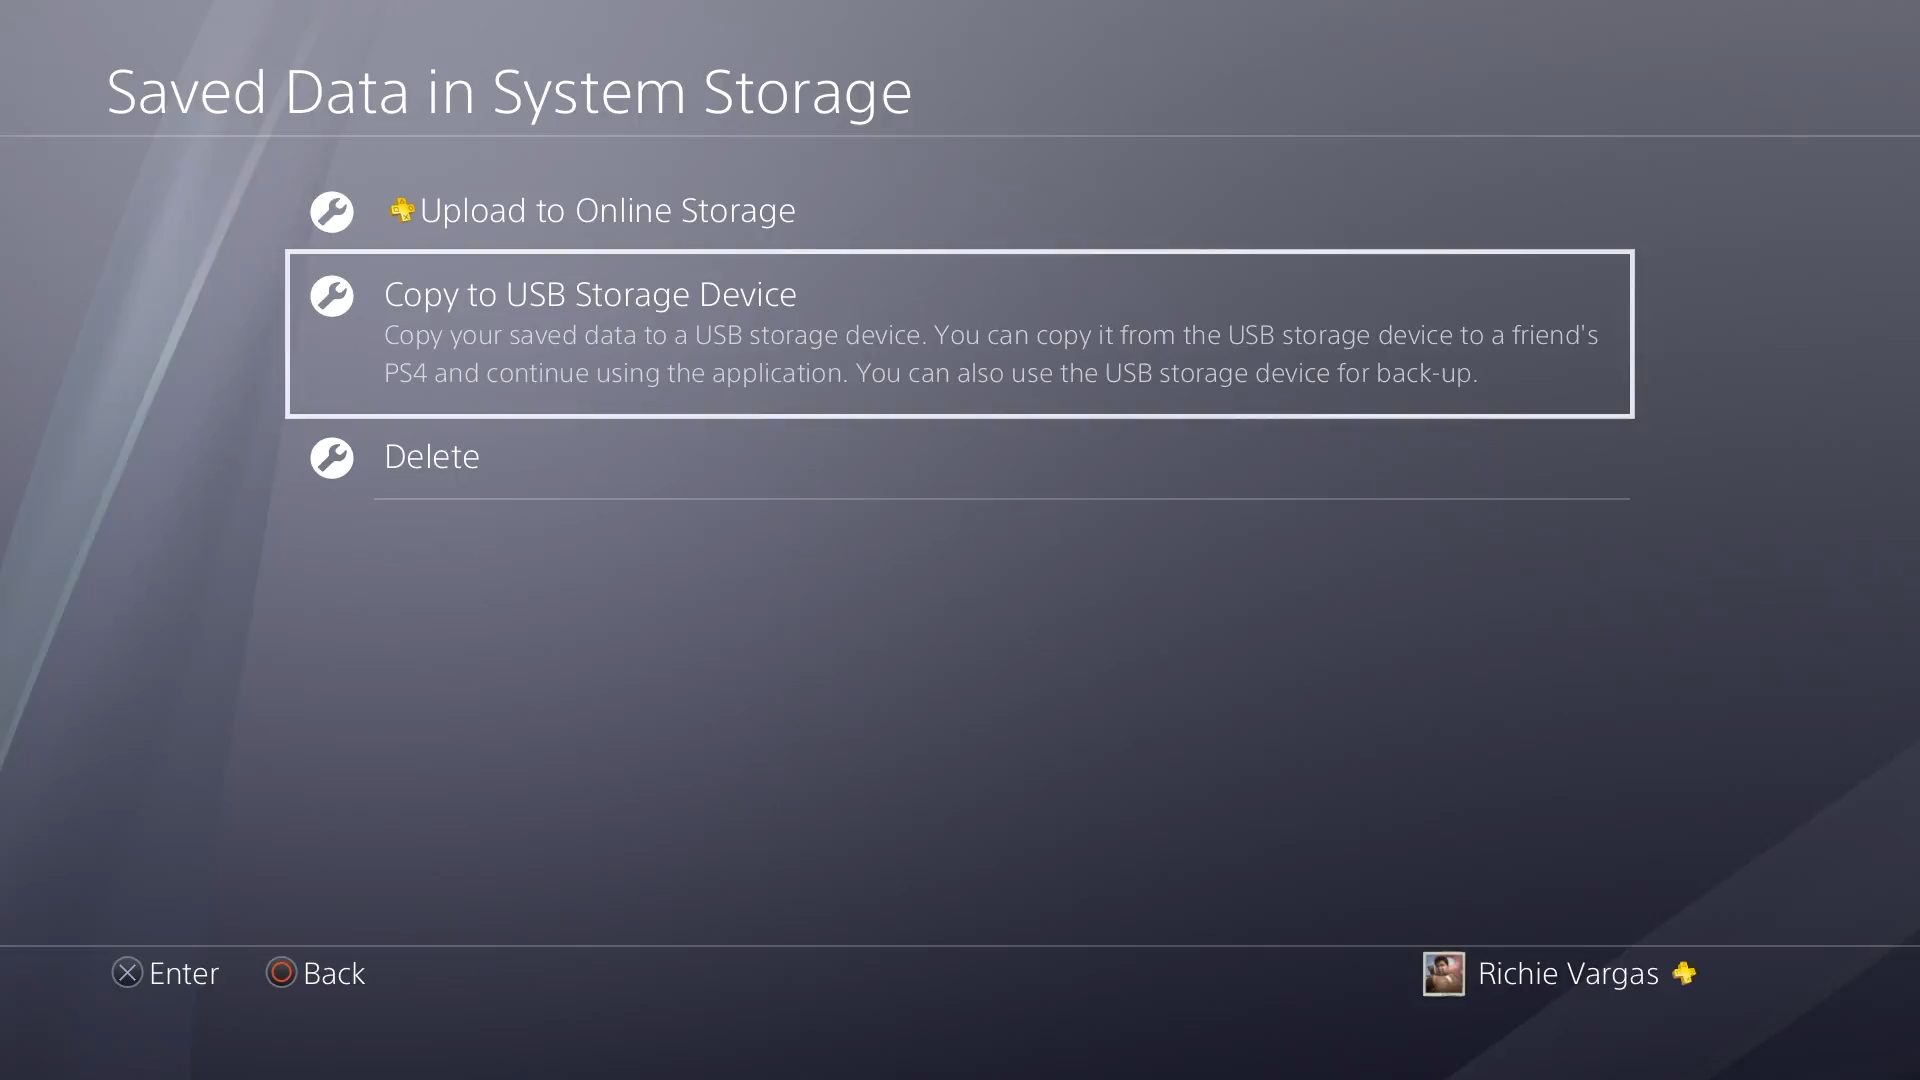 Saved Data in System Storage
Upload to Online Storage
Copy to USB Storage Device
Copy your saved data to a USB storage device. You can copy it from the USB storage device to a friend's
PS4 and continue using the application. You can also use the USB storage device for back-up.
Delete
Enter Back Richie Vargas